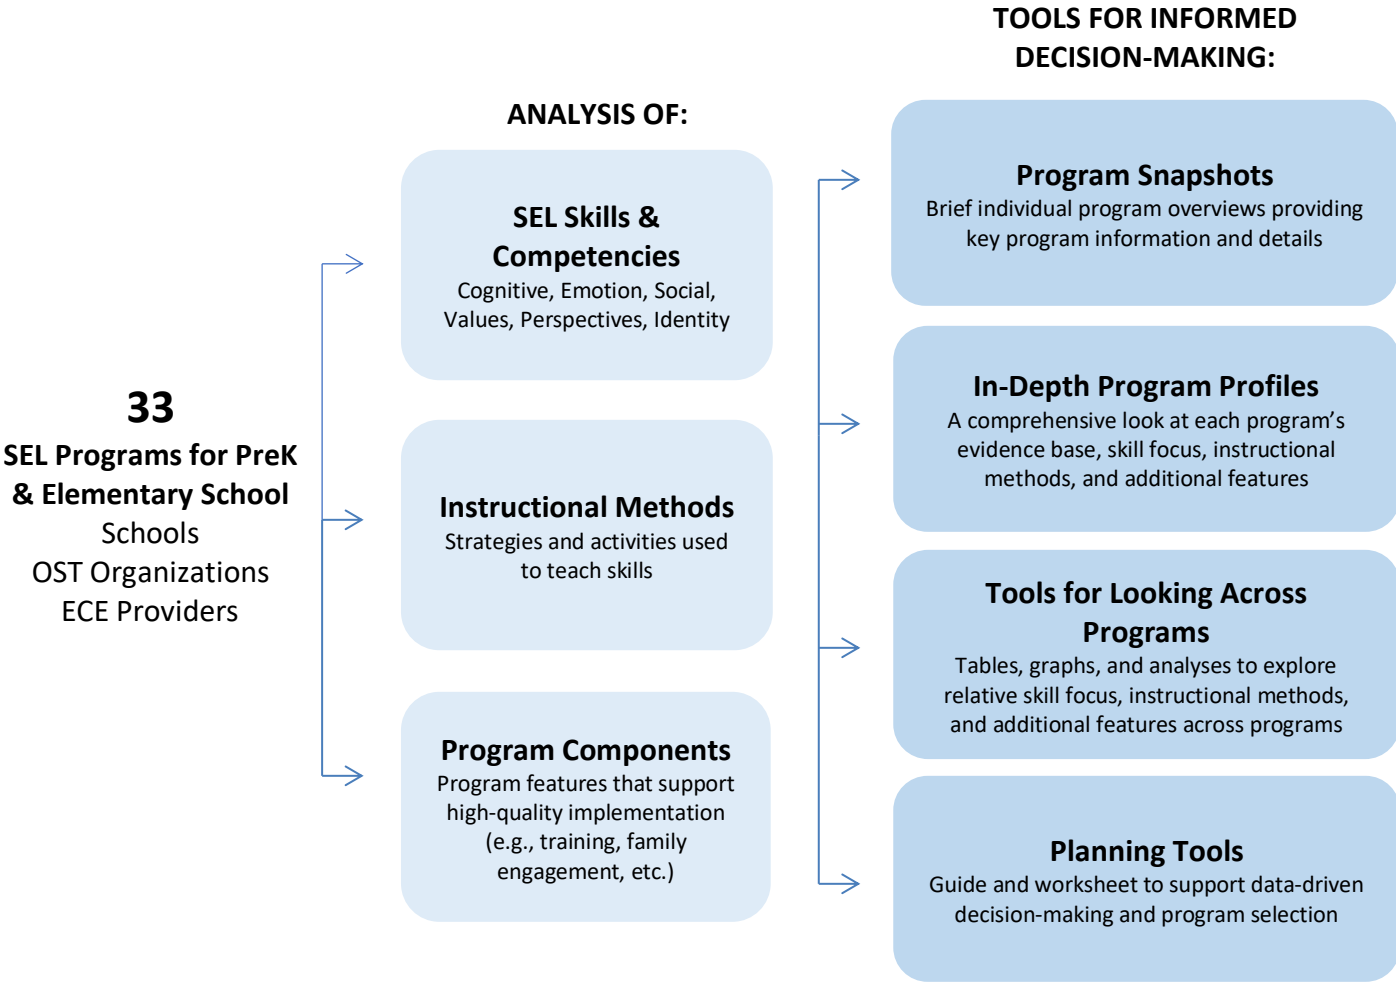 33
SEL Programs for PreK
& Elementary School
Schools
OST Organizations
ECE Providers
ANALYSIS OF:
SEL Skills &
Competencies
Cognitive, Emotion, Social,
Values, Perspectives, Identity
Instructional Methods
Strategies and activities used
to teach skills
Program Components
Program features that support
high-quality implementation
(e.g., training, family
engagement, etc.)
TOOLS FOR INFORMED
DECISION-MAKING:
Program Snapshots
Brief individual program overviews providing
key program information and details
In-Depth Program Profiles
A comprehensive look at each program’s
evidence base, skill focus, instructional
methods, and additional features
Tools for Looking Across
Programs
Tables, graphs, and analyses to explore
relative skill focus, instructional methods,
and additional features across programs
Planning Tools
Guide and worksheet to support data-driven
decision-making and program selection